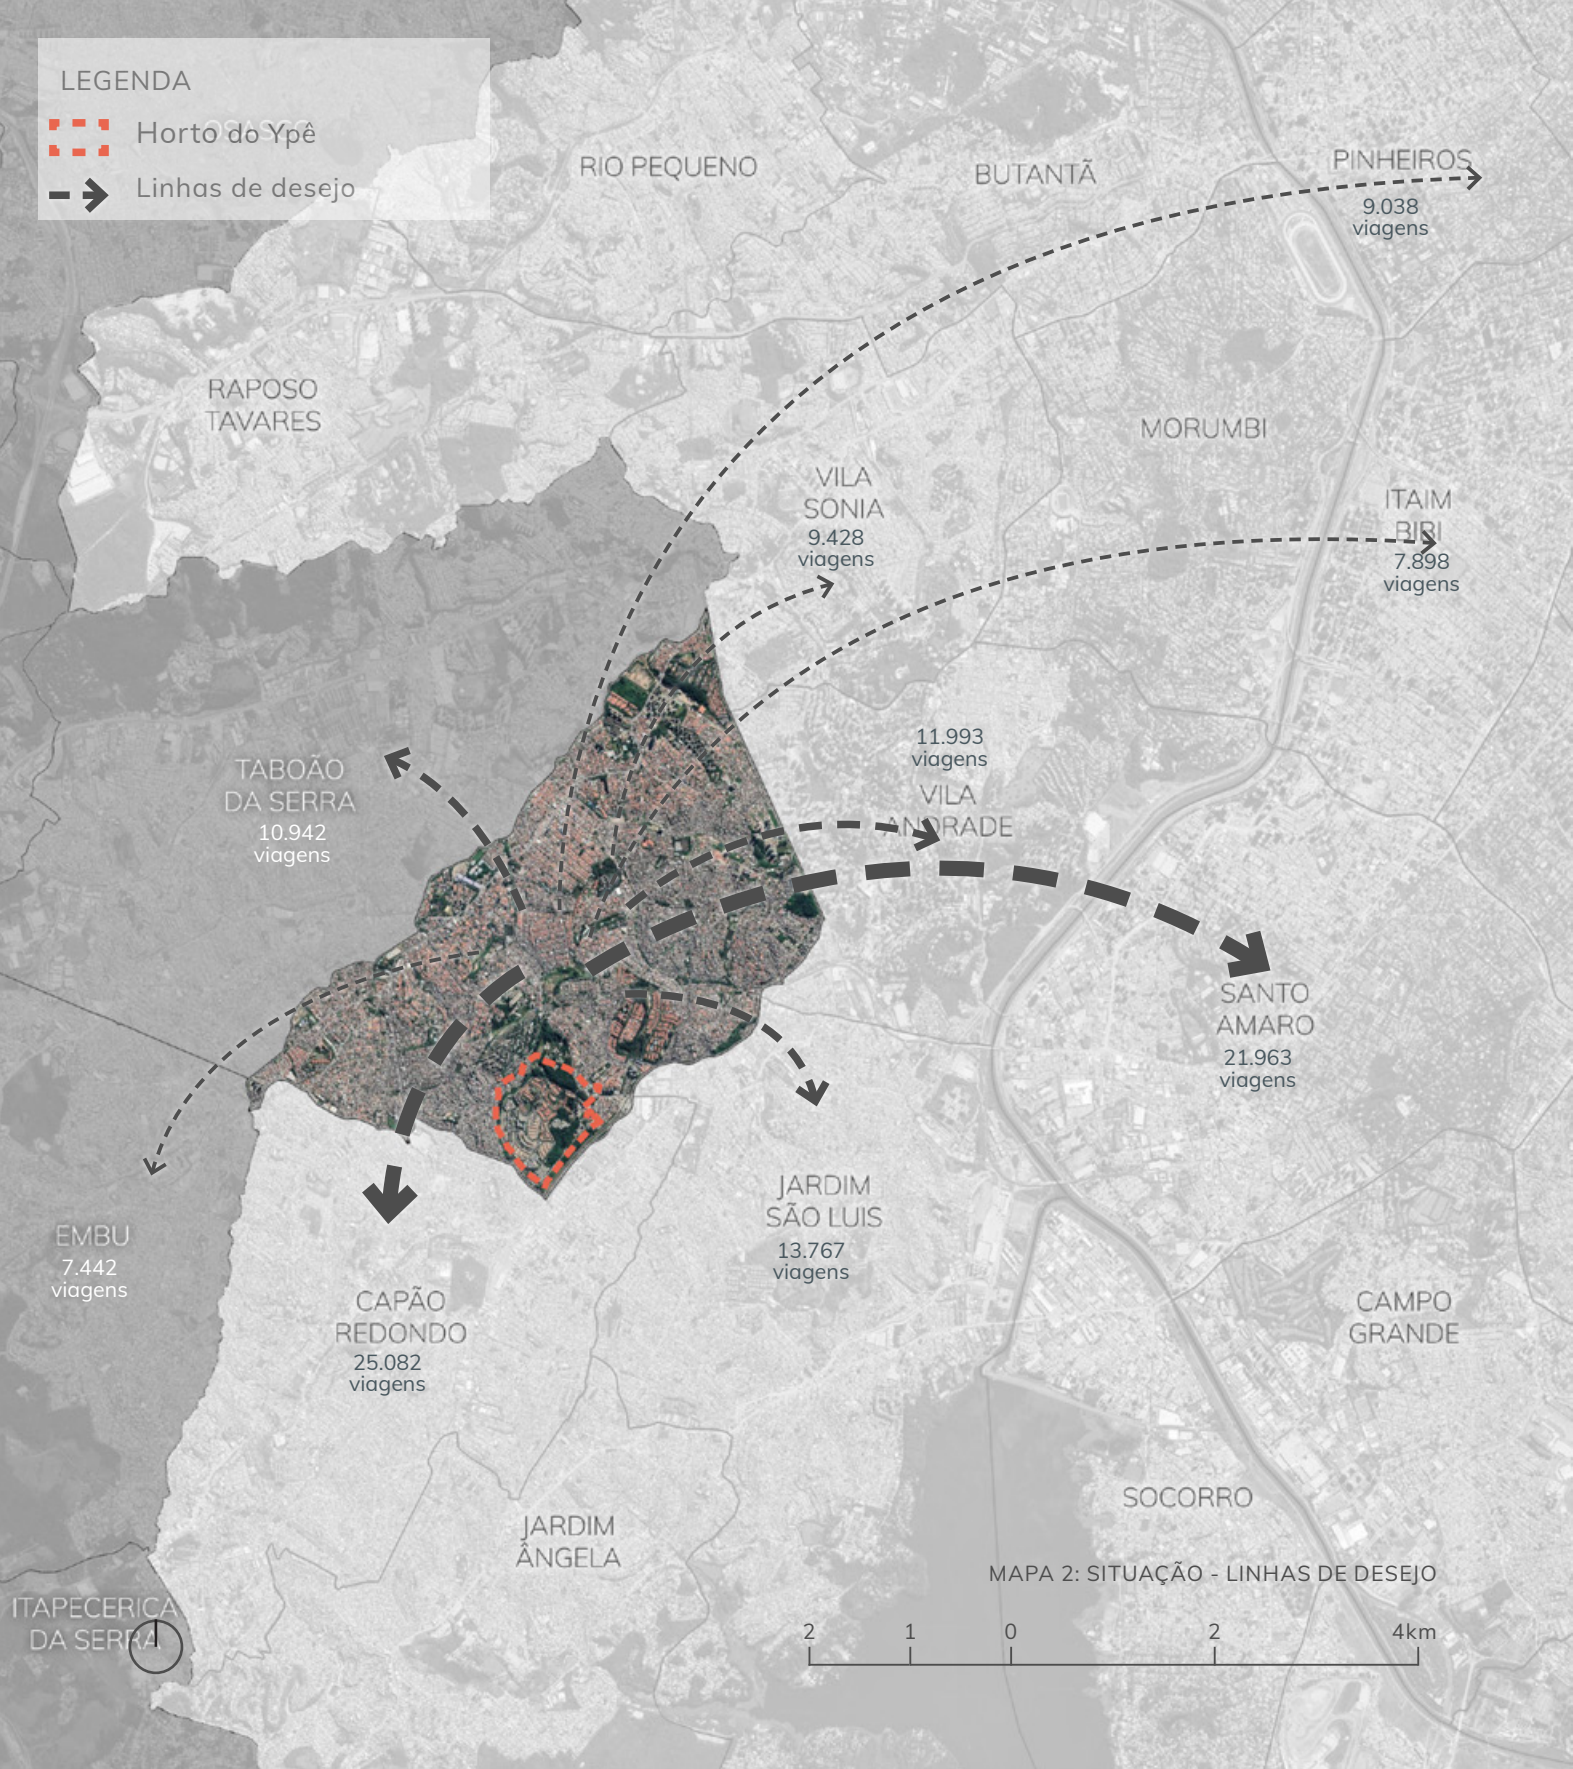 LEGENDA
OSASCO
Horto do Ypê
Linhas de desejo
RIO PEQUENO
BUTANTÃ
PINHEIROS
9.038
viagens
RAPOSO
TAVARES
MORUMBI
VILA
SONIA
9.428
viagens
ITAIM
BIBI
7.898
viagens
TABOÃO
DA SERRA
10.942
viagens
11.993
viagens
VILA
ANDRADE
SANTO
AMARO
21.963
viagens
JARDIM
SÃO LUIS
13.767
viagens
EMBU
7.442
viagens
CAPÃO
REDONDO
25.082
viagens
CAMPO
GRANDE
SOCORRO
JARDIM
ÂNGELA
MAPA 2: SITUAÇÃO - LINHAS DE DESEJO
ITAPECERICA
DA SERRA
2 1 0 2 4km